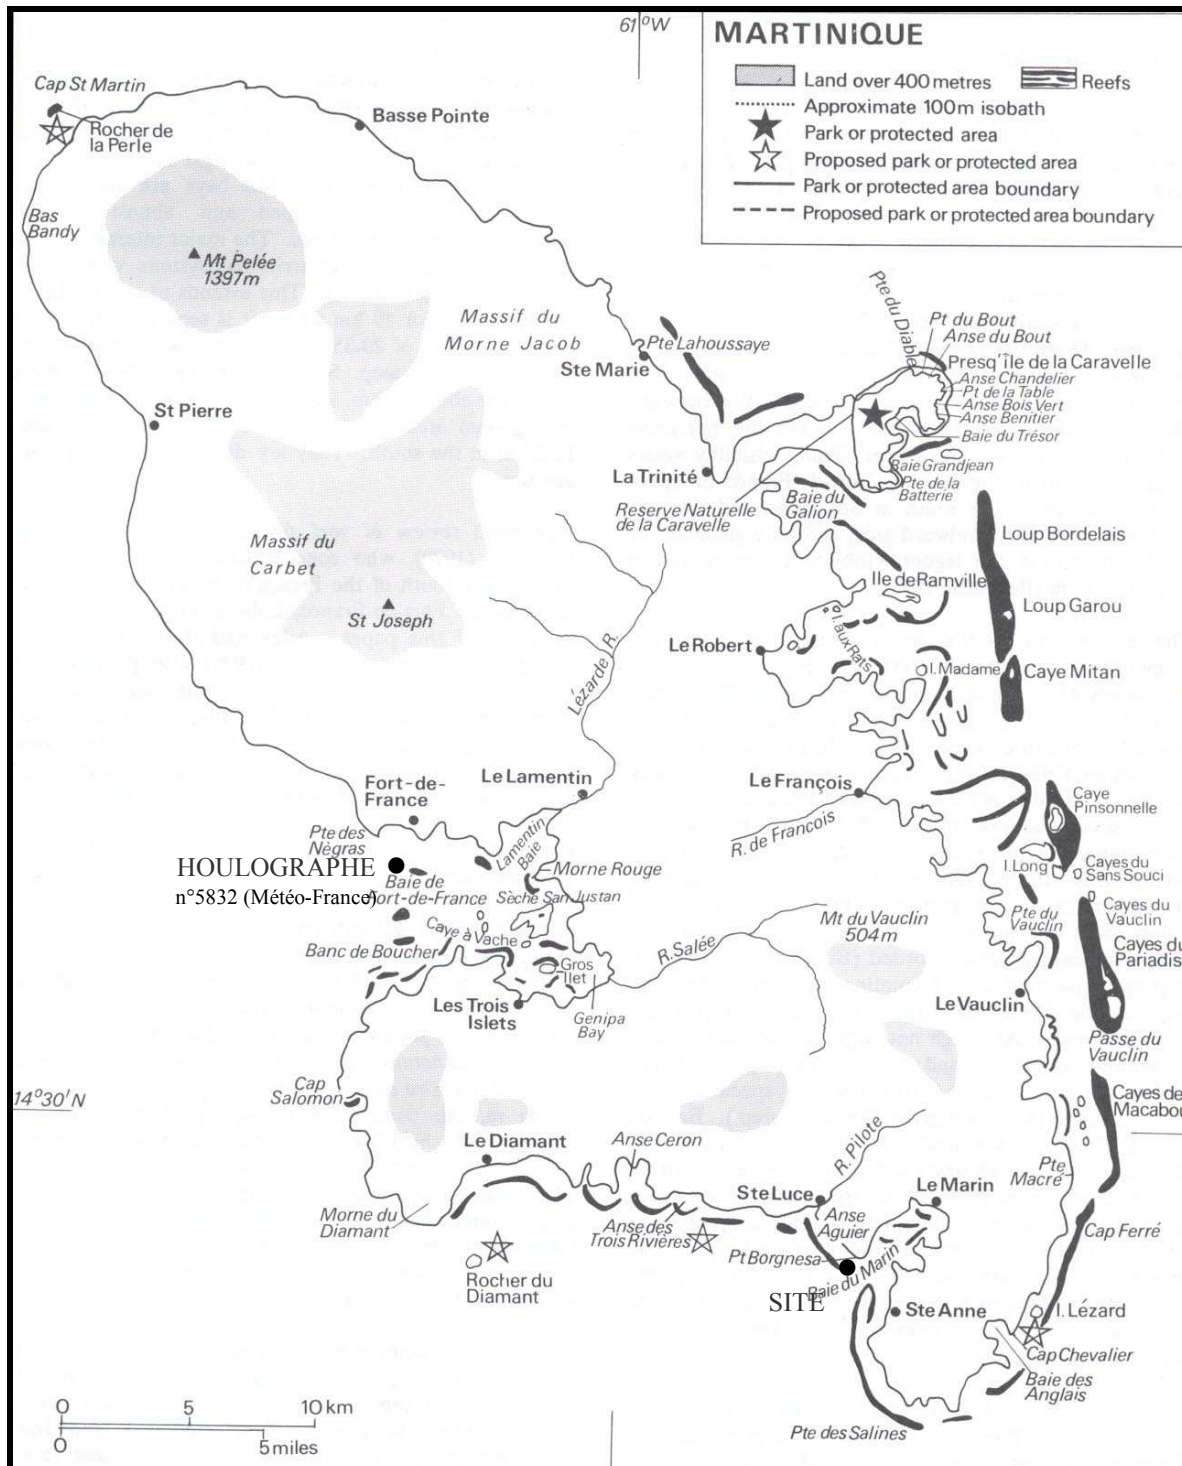 61°W
MARTINIQUE
Land over 400 metres
Reefs
Approximate 100m isobath
Park or protected area
Proposed park or protected area
Park or protected area boundary
Proposed park or protected area boundary
Cap St Martin
Rocher de
la Perle
Basse Pointe
Bas
Bandy
Mt Pelée
1397m
Massif du
Morne Jacob
Pte Lahoussaye
Ste Marie
St Pierre
Pte du Diable
Pt du Bout
Anse du Bout
Presq'île de la Caravelle
Anse Chandelier
Pt de la Table
Anse Bois Vert
Anse Benitier
Baie du Trésor
Baie Grandjean
Pte de la
Batterie
La Trinité
Baie du
Galion
Reserve Naturelle
de la Caravelle
Loup Bordelais
Massif du
Carbet
St Joseph
Ile de Ramville
Loup Garou
Le Robert
I. aux Rats
I. Madame
Caye Mitan
Lézarde R.
Le Lamentin
Fort-de-
France
Le François
Caye
Pinsonnelle
Pte des
Nègras
Lamentin
Baie
R. de Francois
HOULOGRAPHE
n°5832 (Météo-France)
Morne Rouge
I. Long
Cayes du
Sans Souci
Baie de
Fort-de-France
Sèche San Justan
Mt du Vauclin
504m
Pte du
Vauclin
Cayes du
Vauclin
Caye à Vache
Banc de Boucher
R. Salée
Cayes du
Pariadis
Gros
Ilet
Les Trois
Islets
Genipa
Bay
Le Vauclin
Passe du
Vauclin
Cap
Salomon
14°30'N
Cayes de
Macabou
Le Diamant
Anse Ceron
R. Pilote
Pte
Macré
Ste Luce
Le Marin
Morne du
Diamant
Anse des
Trois Rivières
Anse
Aguier
Cap Ferré
Pt Borgnesa
Baie du Marin
Rocher du
Diamant
SITE
Ste Anne
I. Lézard
Cap Chevalier
Baie des
Anglais
0 5 10 km
0 5 miles
Pte des Salines